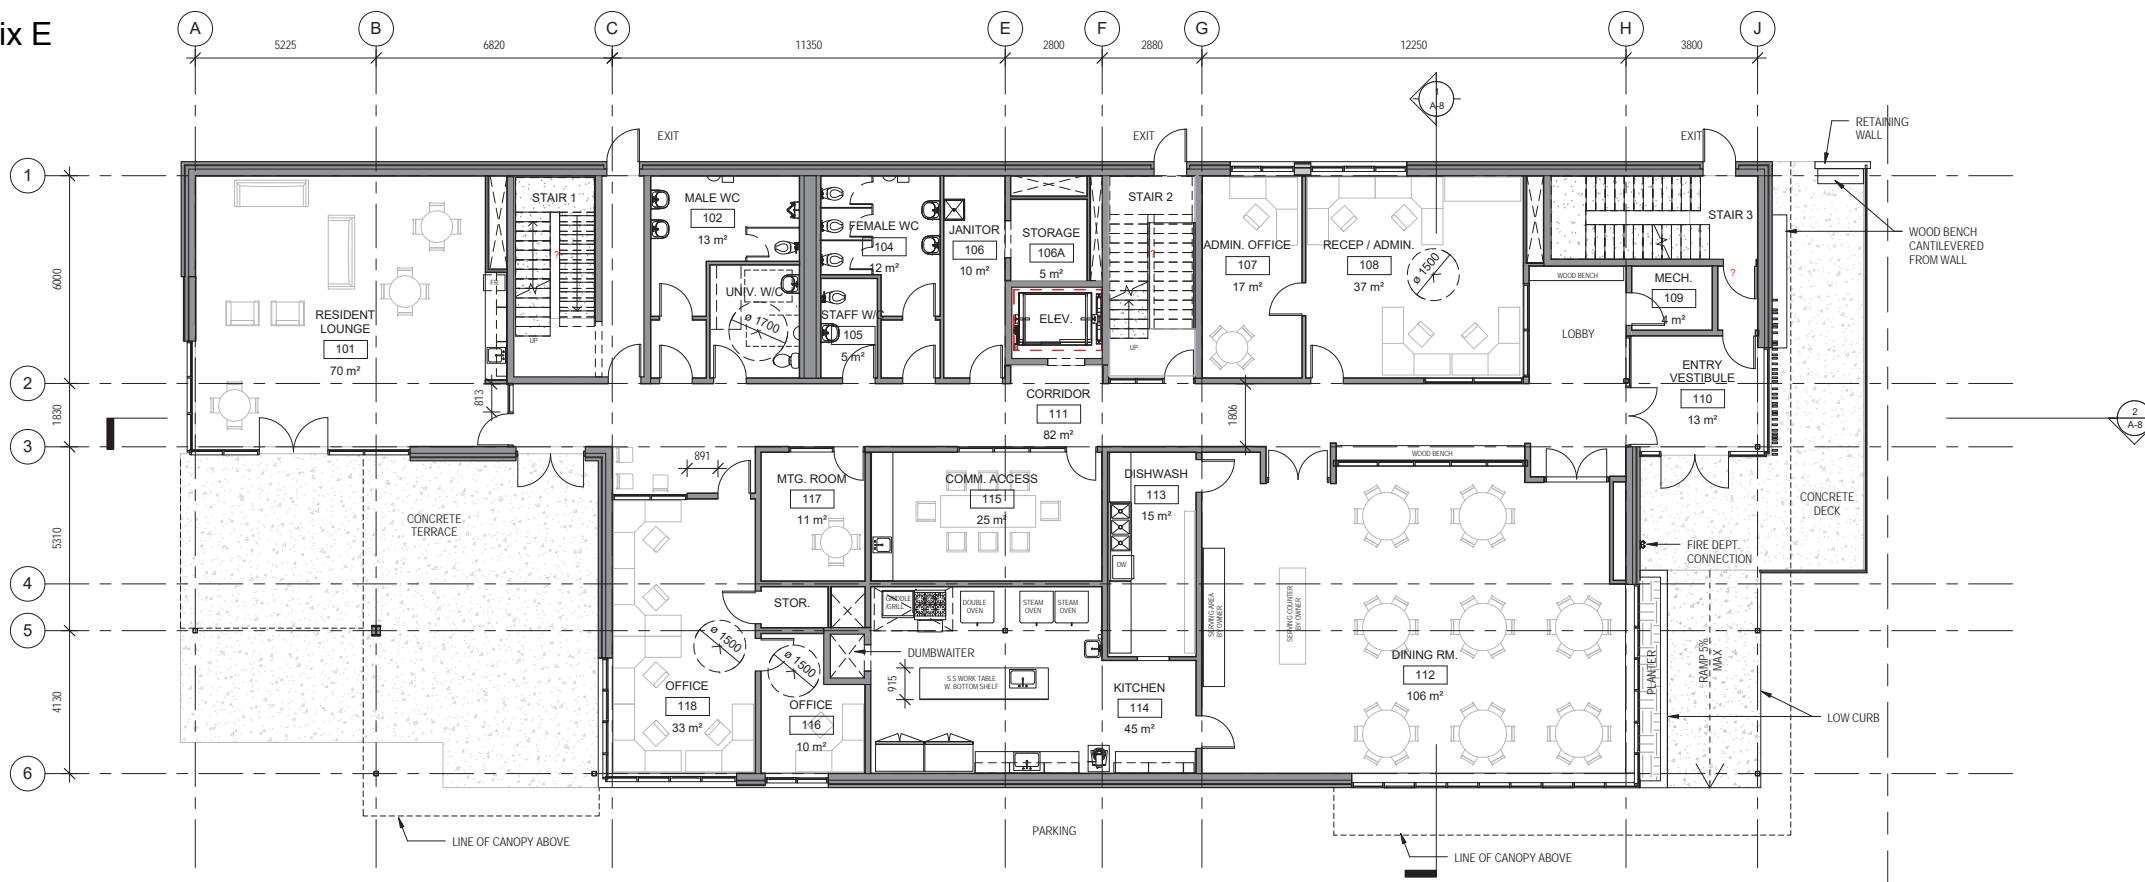 ix E
A
B
C
E
F
G
H
J
5225
6820
11350
2800
2880
12250
3800
1
A-8
EXIT
EXIT
EXIT
RETAINING
WALL
1
STAIR 1
MALE WC
102
13 m²
FEMALE WC
104
12 m²
JANITOR
106
10 m²
STORAGE
106A
5 m²
STAIR 2
ADMIN. OFFICE
107
17 m²
RECEP / ADMIN.
108
37 m²
ø 1500
STAIR 3
WOOD BENCH
CANTILEVERED
FROM WALL
6000
?
?
?
FR
UNIV. W/C
ø 1700
STAFF W/C
105
5 m²
ELEV.
WOOD BENCH
MECH.
109
4 m²
LOBBY
RESIDENT
LOUNGE
101
70 m²
UP
UP
ENTRY
VESTIBULE
110
13 m²
2
1830
813
CORRIDOR
111
82 m²
1806
2
A-8
3
891
WOOD BENCH
MTG. ROOM
117
11 m²
COMM. ACCESS
115
25 m²
DISHWASH
113
15 m²
DW
CONCRETE
TERRACE
CONCRETE
DECK
FIRE DEPT.
CONNECTION
5310
4
STOR.
GRIDDLE
/GRILL
DOUBLE
OVEN
STEAM
OVEN
STEAM
OVEN
SERVING AREA
BY OWNER
SERVING COUNTER
BY OWNER
5
ø 1500
ø 1500
DUMBWAITER
DINING RM.
112
106 m²
PLANTER
RAMP 5%
MAX
4130
OFFICE
118
33 m²
OFFICE
116
10 m²
915
S.S WORK TABLE
W. BOTTOM SHELF
KITCHEN
114
45 m²
LOW CURB
6
LINE OF CANOPY ABOVE
PARKING
LINE OF CANOPY ABOVE